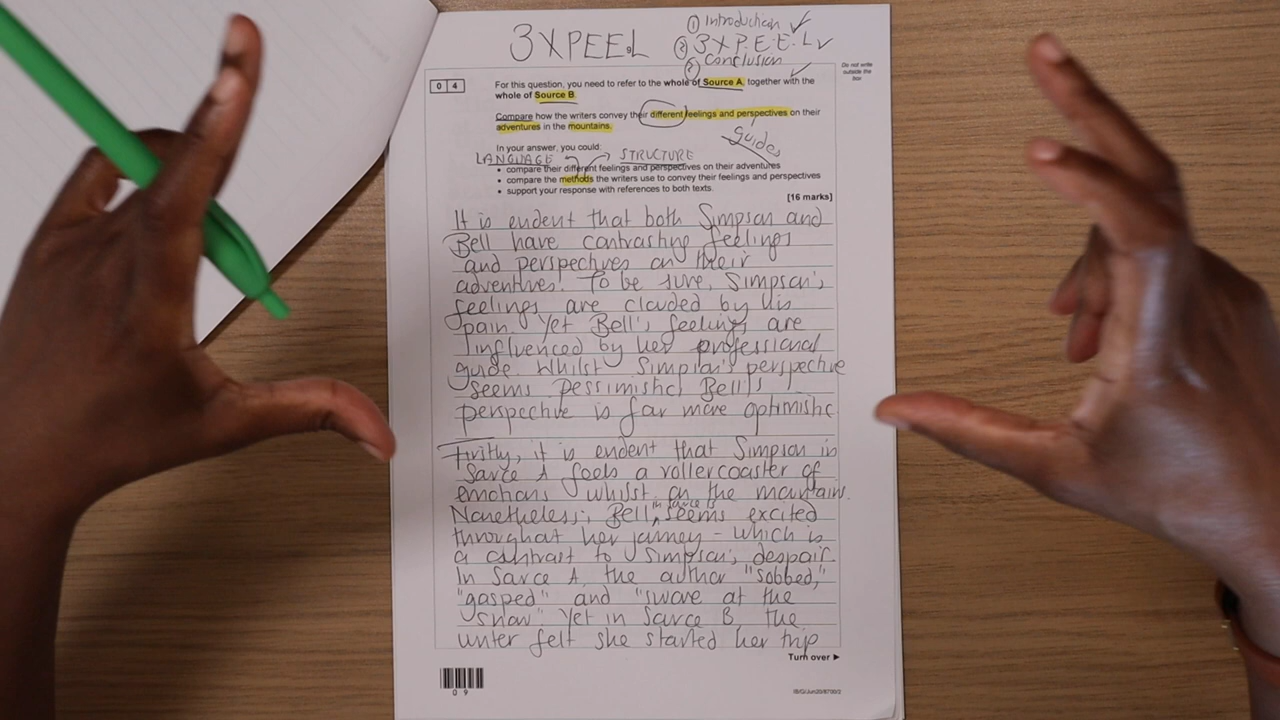 3XPEEL
① Introduction ✓
② 3 X P.E.E.L ✓
③ Conclusion ✓
Do not write
outside the
box
0 4
For this question, you need to refer to the whole of Source A, together with the
whole of Source B.
Compare how the writers convey their different feelings and perspectives on their
adventures in the mountains.
Guides
In your answer, you could:
LANGUAGE STRUCTURE
• compare their different feelings and perspectives on their adventures
• compare the methods the writers use to convey their feelings and perspectives
• support your response with references to both texts.
[16 marks]
It is evident that both Simpson and
Bell have contrasting feelings
and perspectives on their
adventures. To be sure, Simpson's
feelings are clouded by his
pain. Yet Bell's feelings are
influenced by her professional
guide. Whilst Simpson's perspective
seems pessimistic, Bell's
perspective is far more optimistic.
Firstly, it is evident that Simpson in
Source A feels a rollercoaster of
emotions whilst on the mountain.
Nonetheless, Bell in Source B seems excited
throughout her journey – which is
a contrast to Simpson's despair.
In Source A, the author "sobbed,"
"gasped" and "swore at the
snow". Yet in Source B, the
writer felt she started her trip
Turn over ►
0 9
IB/G/Jun20/8700/2